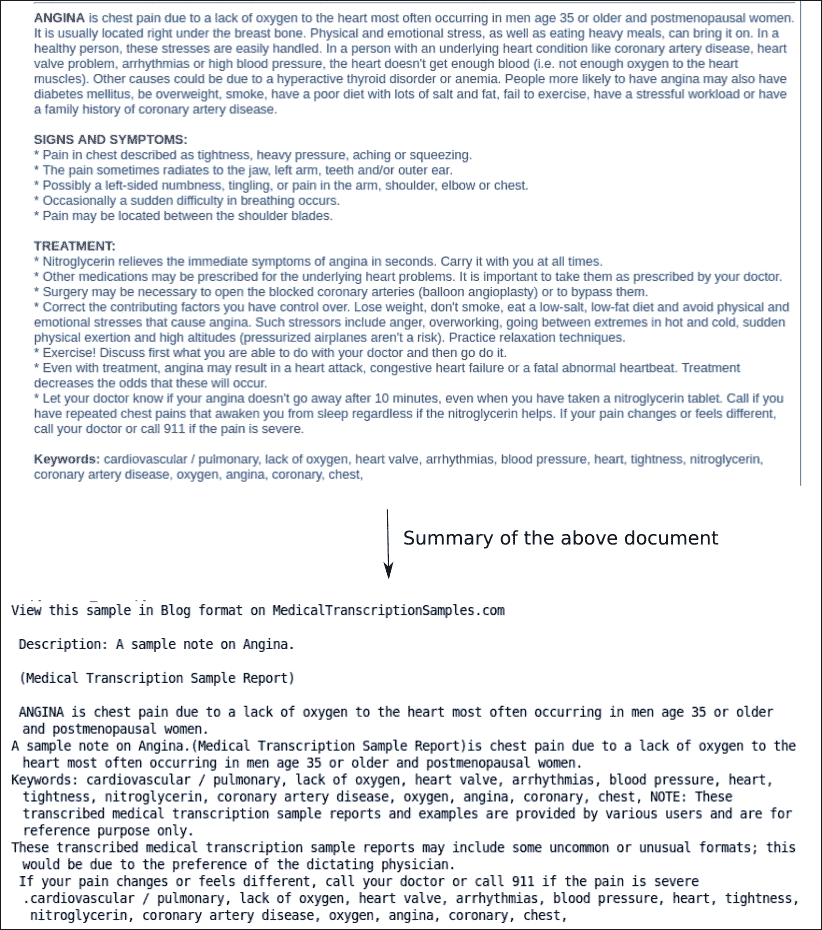 ANGINA is chest pain due to a lack of oxygen to the heart most often occurring in men age 35 or older and postmenopausal women.
It is usually located right under the breast bone. Physical and emotional stress, as well as eating heavy meals, can bring it on. In a
healthy person, these stresses are easily handled. In a person with an underlying heart condition like coronary artery disease, heart
valve problem, arrhythmias or high blood pressure, the heart doesn't get enough blood (i.e. not enough oxygen to the heart
muscles). Other causes could be due to a hyperactive thyroid disorder or anemia. People more likely to have angina may also have
diabetes mellitus, be overweight, smoke, have a poor diet with lots of salt and fat, fail to exercise, have a stressful workload or have
a family history of coronary artery disease.
SIGNS AND SYMPTOMS:
* Pain in chest described as tightness, heavy pressure, aching or squeezing.
* The pain sometimes radiates to the jaw, left arm, teeth and/or outer ear.
* Possibly a left-sided numbness, tingling, or pain in the arm, shoulder, elbow or chest.
* Occasionally a sudden difficulty in breathing occurs.
* Pain may be located between the shoulder blades.
TREATMENT:
* Nitroglycerin relieves the immediate symptoms of angina in seconds. Carry it with you at all times.
* Other medications may be prescribed for the underlying heart problems. It is important to take them as prescribed by your doctor.
* Surgery may be necessary to open the blocked coronary arteries (balloon angioplasty) or to bypass them.
* Correct the contributing factors you have control over. Lose weight, don't smoke, eat a low-salt, low-fat diet and avoid physical and
emotional stresses that cause angina. Such stressors include anger, overworking, going between extremes in hot and cold, sudden
physical exertion and high altitudes (pressurized airplanes aren't a risk). Practice relaxation techniques.
* Exercise! Discuss first what you are able to do with your doctor and then go do it.
* Even with treatment, angina may result in a heart attack, congestive heart failure or a fatal abnormal heartbeat. Treatment
decreases the odds that these will occur.
* Let your doctor know if your angina doesn't go away after 10 minutes, even when you have taken a nitroglycerin tablet. Call if you
have repeated chest pains that awaken you from sleep regardless if the nitroglycerin helps. If your pain changes or feels different,
call your doctor or call 911 if the pain is severe.
Keywords: cardiovascular / pulmonary, lack of oxygen, heart valve, arrhythmias, blood pressure, heart, tightness, nitroglycerin,
coronary artery disease, oxygen, angina, coronary, chest,
Summary of the above document
View this sample in Blog format on MedicalTranscriptionSamples.com
Description: A sample note on Angina.
(Medical Transcription Sample Report)
ANGINA is chest pain due to a lack of oxygen to the heart most often occurring in men age 35 or older
and postmenopausal women.
A sample note on Angina.(Medical Transcription Sample Report)is chest pain due to a lack of oxygen to the
heart most often occurring in men age 35 or older and postmenopausal women.
Keywords: cardiovascular / pulmonary, lack of oxygen, heart valve, arrhythmias, blood pressure, heart,
tightness, nitroglycerin, coronary artery disease, oxygen, angina, coronary, chest, NOTE: These
transcribed medical transcription sample reports and examples are provided by various users and are for
reference purpose only.
These transcribed medical transcription sample reports may include some uncommon or unusual formats; this
would be due to the preference of the dictating physician.
If your pain changes or feels different, call your doctor or call 911 if the pain is severe
.cardiovascular / pulmonary, lack of oxygen, heart valve, arrhythmias, blood pressure, heart, tightness,
nitroglycerin, coronary artery disease, oxygen, angina, coronary, chest,